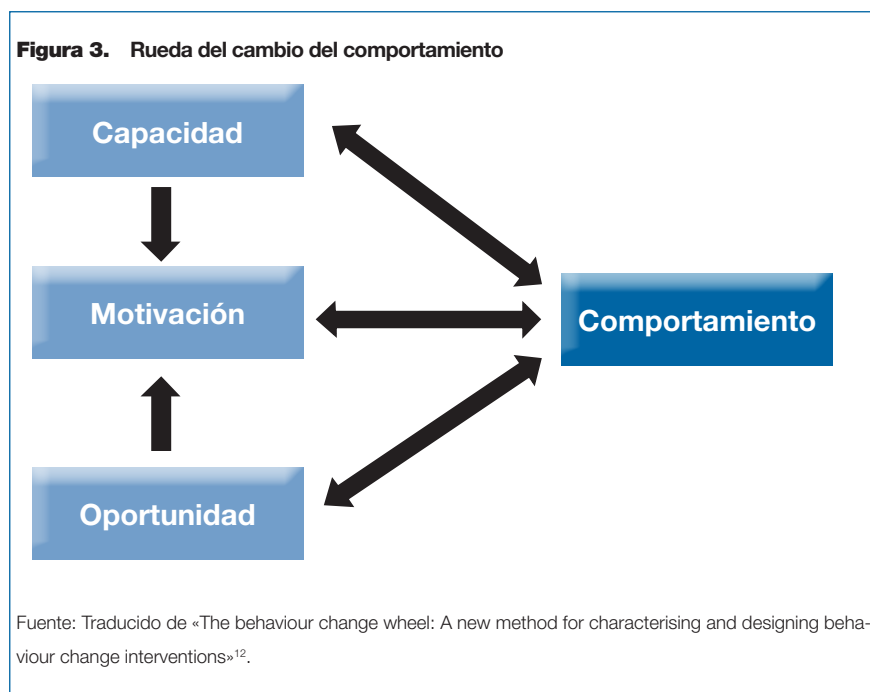 Figura 3. Rueda del cambio del comportamiento
Capacidad
Motivación
Comportamiento
Oportunidad
Fuente: Traducido de «The behaviour change wheel: A new method for characterising and designing beha-
viour change interventions»¹².